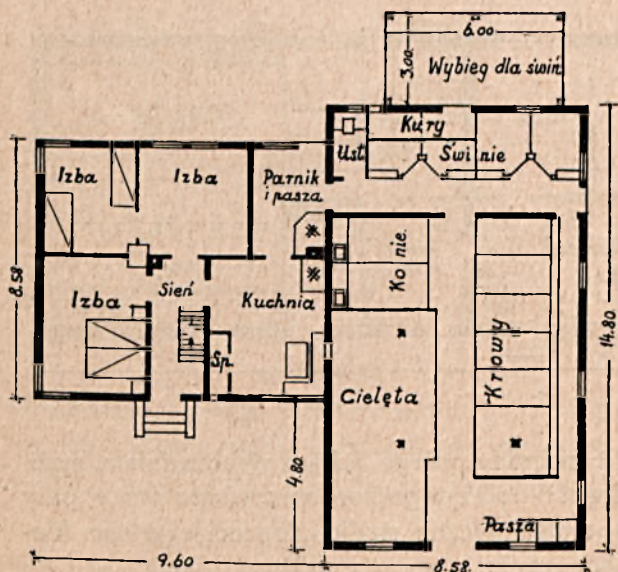 6.00
3.00
Wybieg dla świń
Kury
Ust.
Świnie
Izba
Izba
Parnik
i pasza
Konie.
8.58
Izba
Sień
Kuchnia
Sp.
Krowy
14.80
Cielęta
4.80.
Pasza
9.60
8.58.